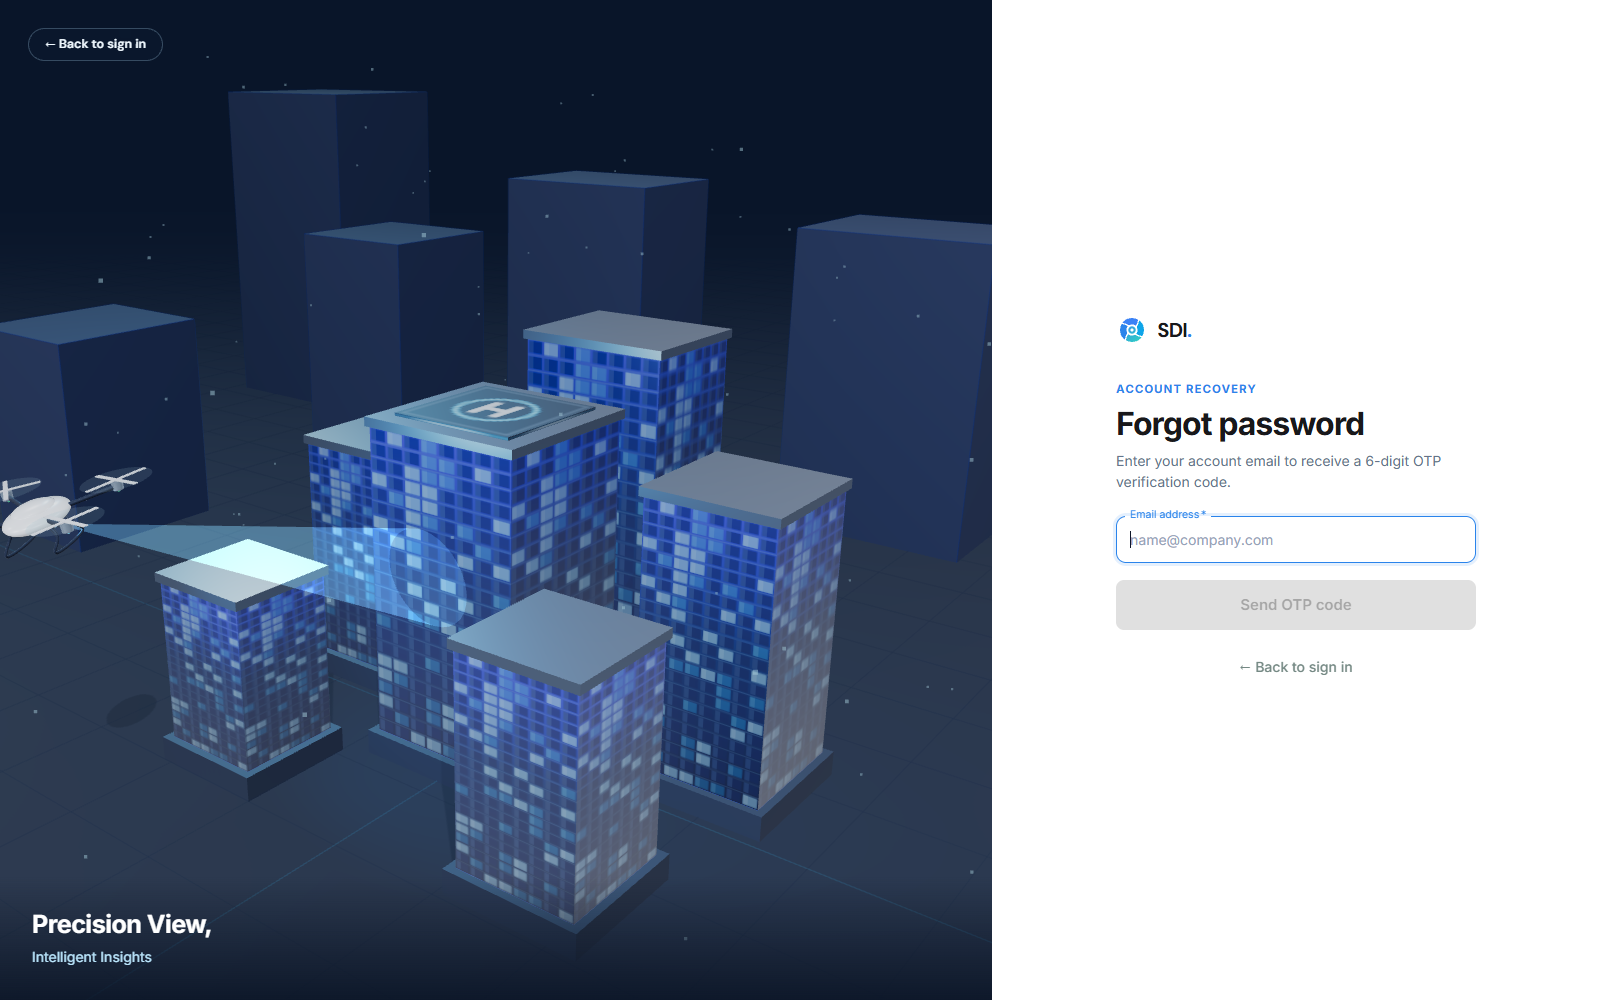 ← Back to sign in
H
Precision View,
Intelligent Insights
SDI.
ACCOUNT RECOVERY
Forgot password
Enter your account email to receive a 6-digit OTP
verification code.
Email address *
name@company.com
Send OTP code
← Back to sign in